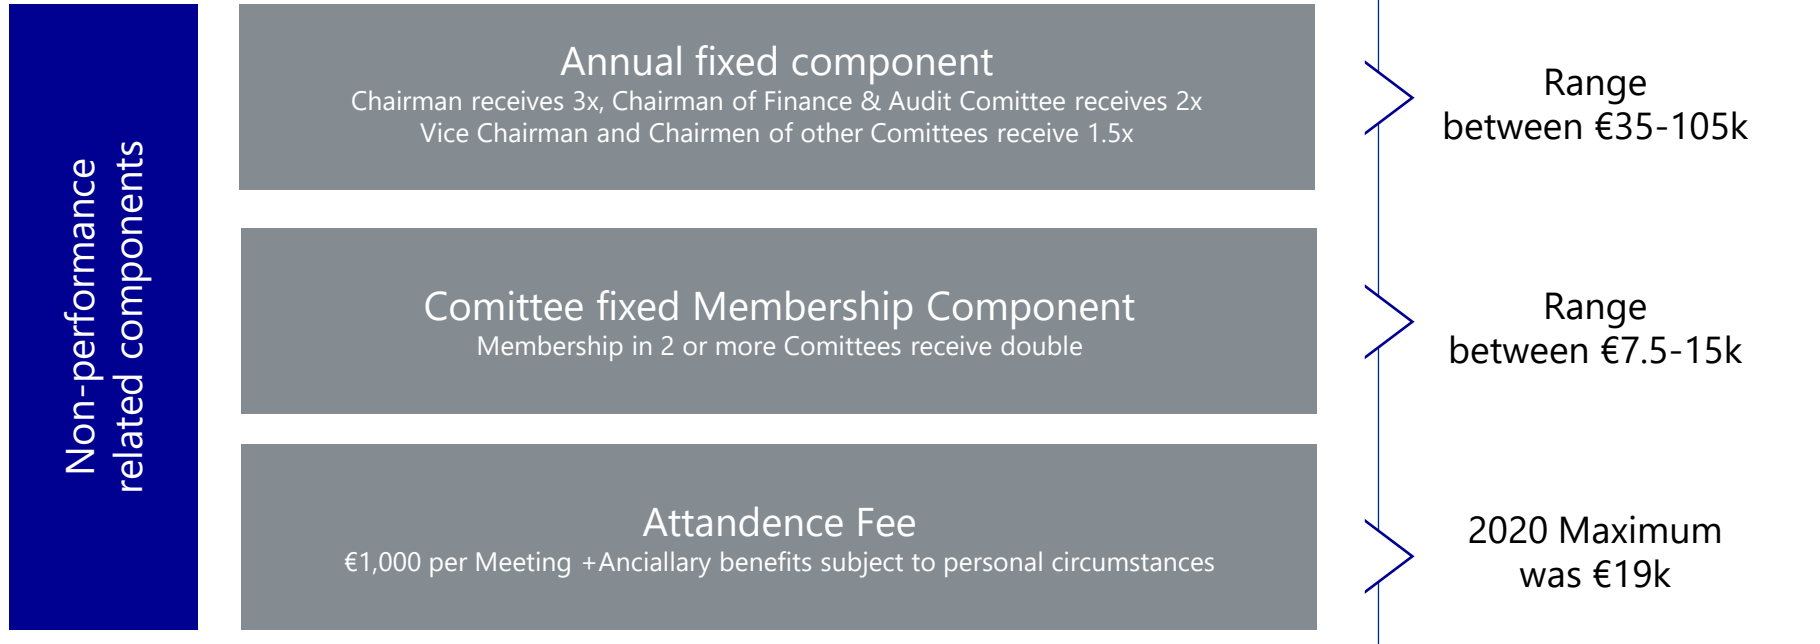 Non-performance
related components
Annual fixed component
Chairman receives 3x, Chairman of Finance & Audit Comittee receives 2x
Vice Chairman and Chairmen of other Comittees receive 1.5x
Range
between €35-105k
Comittee fixed Membership Component
Membership in 2 or more Comittees receive double
Range
between €7.5-15k
Attandence Fee
€1,000 per Meeting +Anciallary benefits subject to personal circumstances
2020 Maximum
was €19k